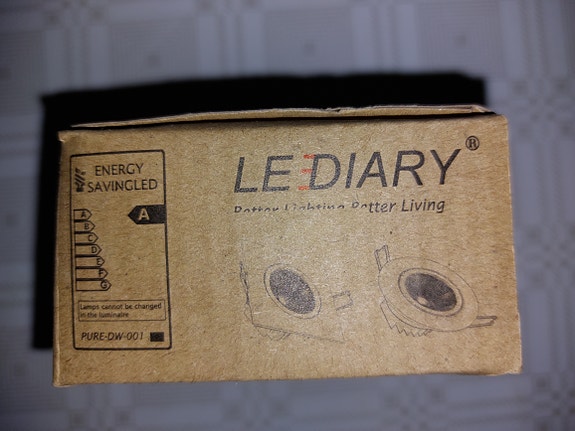 ENERGY
SAVINGLED
A
A
B
C
D
E
F
G
Lamps cannot be changed
in the luminaire
PURE-DW-001
LEDIARY®
Better Lighting Better Living